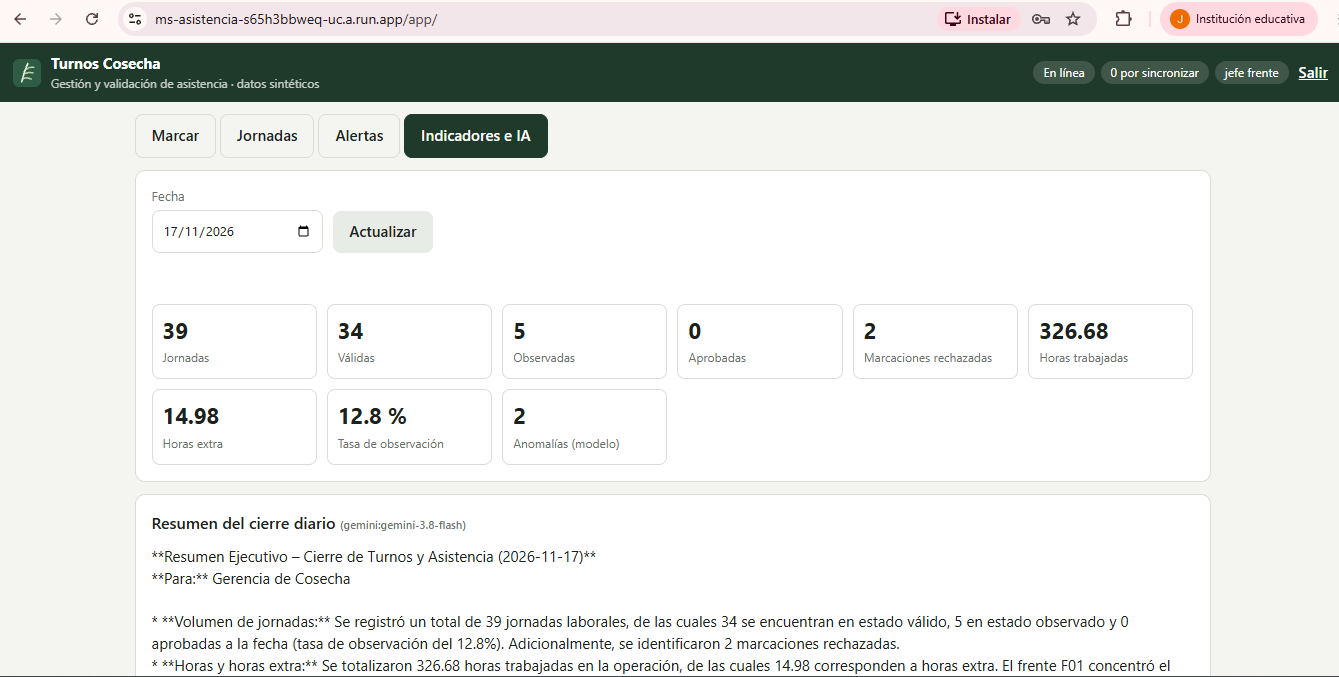 ms-asistencia-s65h3bbweq-uc.a.run.app/app/
Instalar
J
Institución educativa
Turnos Cosecha
Gestión y validación de asistencia · datos sintéticos
En línea
0 por sincronizar
jefe frente
Salir
Marcar
Jornadas
Alertas
Indicadores e IA
Fecha
17/11/2026
Actualizar
39
Jornadas
34
Válidas
5
Observadas
0
Aprobadas
2
Marcaciones rechazadas
326.68
Horas trabajadas
14.98
Horas extra
12.8 %
Tasa de observación
2
Anomalías (modelo)
Resumen del cierre diario (gemini:gemini-3.8-flash)
**Resumen Ejecutivo – Cierre de Turnos y Asistencia (2026-11-17)**
**Para:** Gerencia de Cosecha
* **Volumen de jornadas:** Se registró un total de 39 jornadas laborales, de las cuales 34 se encuentran en estado válido, 5 en estado observado y 0
aprobadas a la fecha (tasa de observación del 12.8%). Adicionalmente, se identificaron 2 marcaciones rechazadas.
* **Horas y horas extra:** Se totalizaron 326.68 horas trabajadas en la operación, de las cuales 14.98 corresponden a horas extra. El frente F01 concentró el